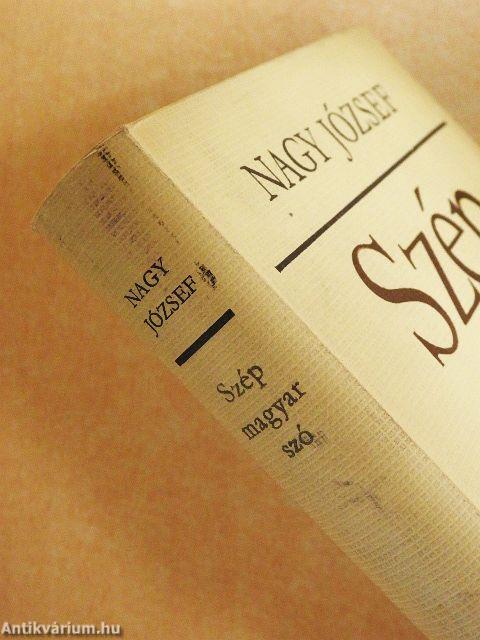 NAGY JÓZSEF
Szép
NAGY
JÓZSEF
Szép
magyar
szó
Antikvárium.hu